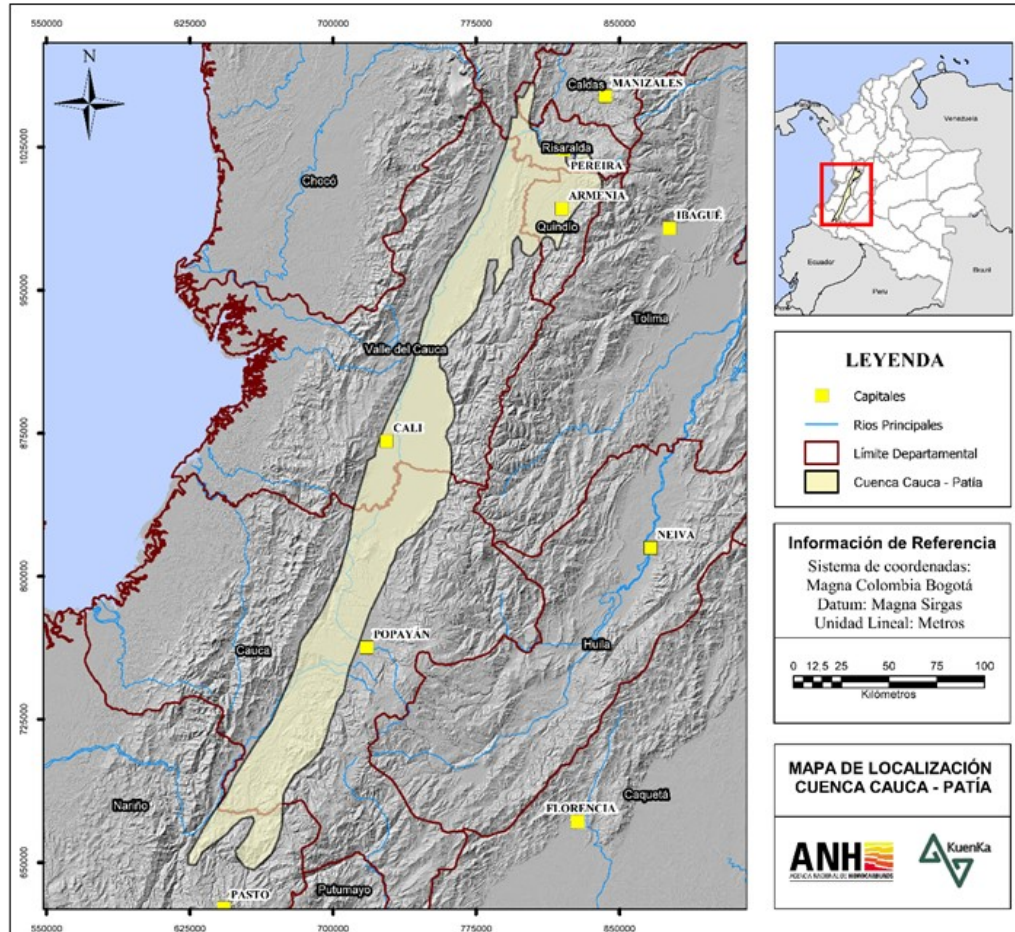 550000 625000 700000 775000 850000
N
Caldas
MANIZALES
1025000
Risaralda
PEREIRA
Chocó
ARMENIA
IBAGUÉ
Quindío
950000
Tolima
Valle del Cauca
875000
CALI
NEIVA
800000
POPAYÁN
Cauca
Huila
725000
Nariño
Caquetá
FLORENCIA
650000
PASTO
Putumayo
550000 625000 700000 775000 850000
Venezuela
Ecuador
Brazil
Peru
LEYENDA
Capitales
Rios Principales
Límite Departamental
Cuenca Cauca - Patía
Información de Referencia
Sistema de coordenadas:
Magna Colombia Bogotá
Datum: Magna Sirgas
Unidad Lineal: Metros
0 12.5 25 50 75 100
Kilómetros
MAPA DE LOCALIZACIÓN
CUENCA CAUCA - PATÍA
ANH
AGENCIA NACIONAL DE HIDROCARBUROS
KuenKa